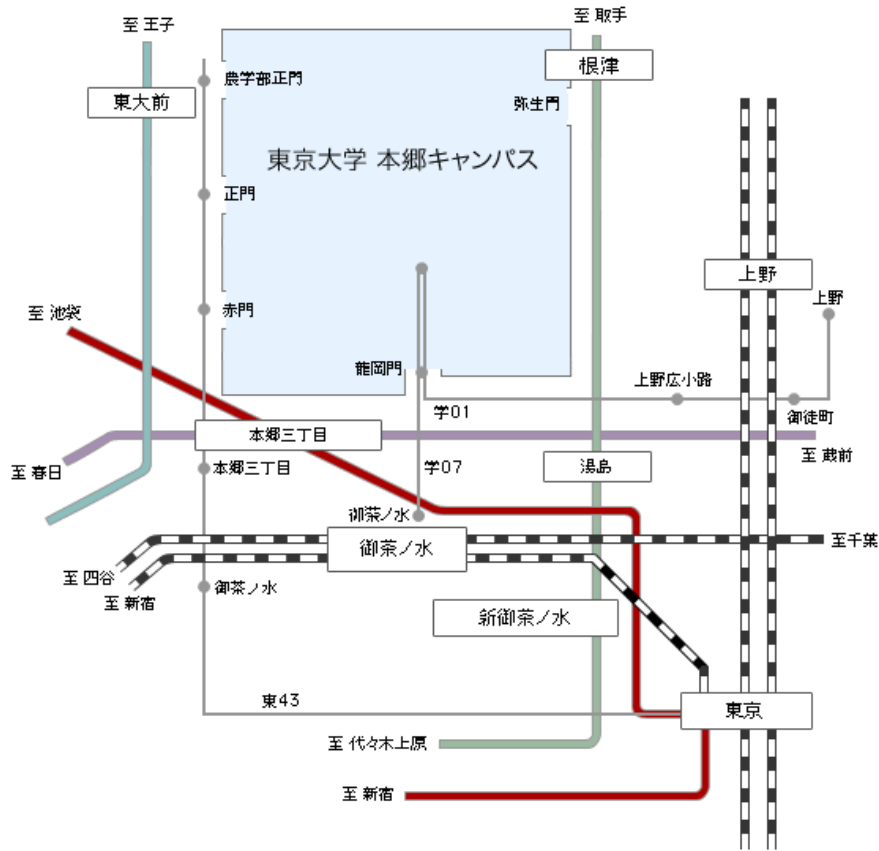 至 王子
至 取手
根津
農学部正門
東大前
弥生門
東京大学 本郷キャンパス
正門
上野
上野
至 池袋
赤門
龍岡門
上野広小路
学01
御徒町
本郷三丁目
至 蔵前
至 春日
本郷三丁目
学07
湯島
御茶ノ水
御茶ノ水
至千葉
至 四谷
至 新宿
御茶ノ水
新御茶ノ水
東43
東京
至 代々木上原
至 新宿